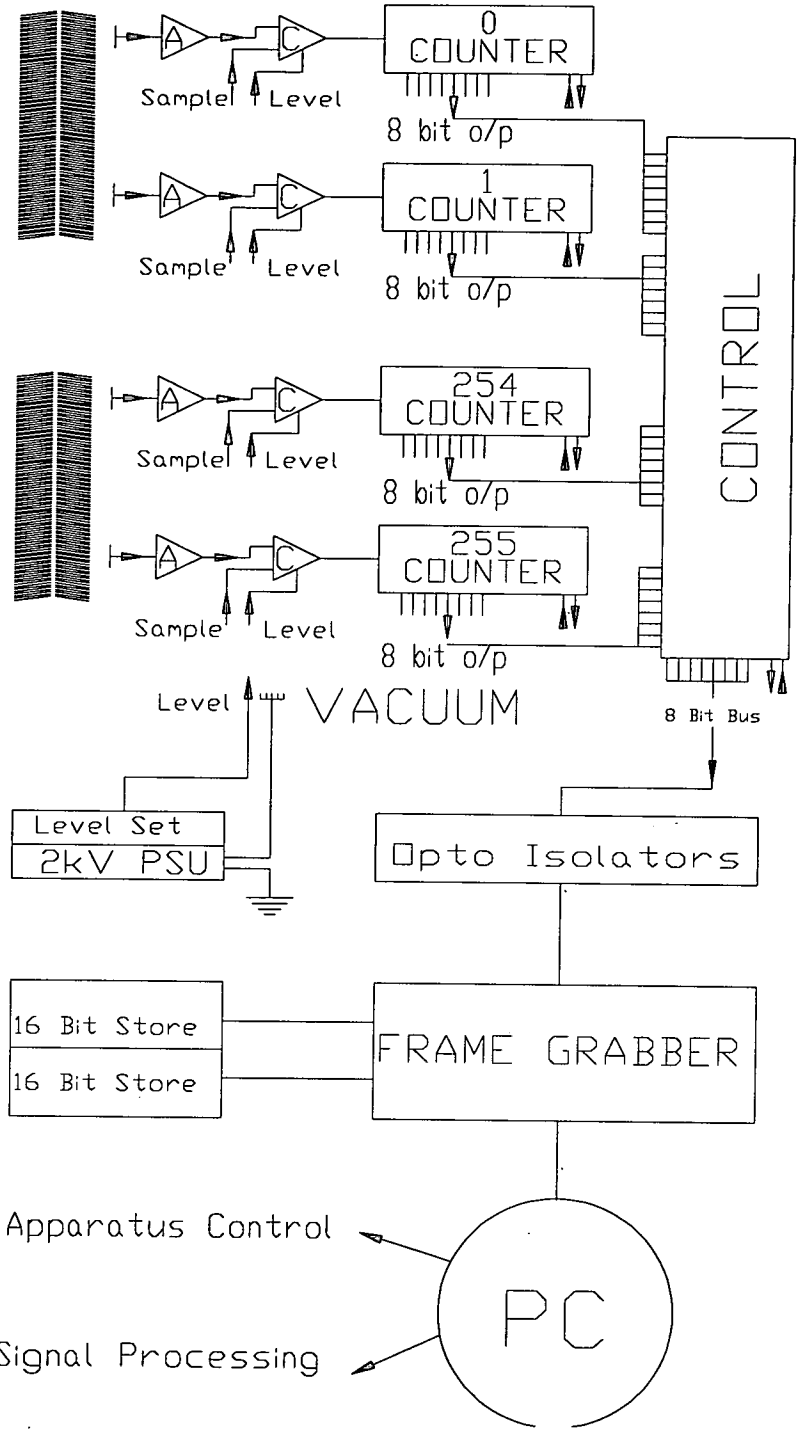 A
C
0
COUNTER
Sample
Level
8 bit o/p
A
C
1
COUNTER
Sample
Level
8 bit o/p
CONTROL
A
C
254
COUNTER
Sample
Level
8 bit o/p
A
C
255
COUNTER
Sample
Level
8 bit o/p
Level
VACUUM
8 Bit Bus
Level Set
2kV PSU
Opto Isolators
16 Bit Store
16 Bit Store
FRAME GRABBER
Apparatus Control
PC
Signal Processing